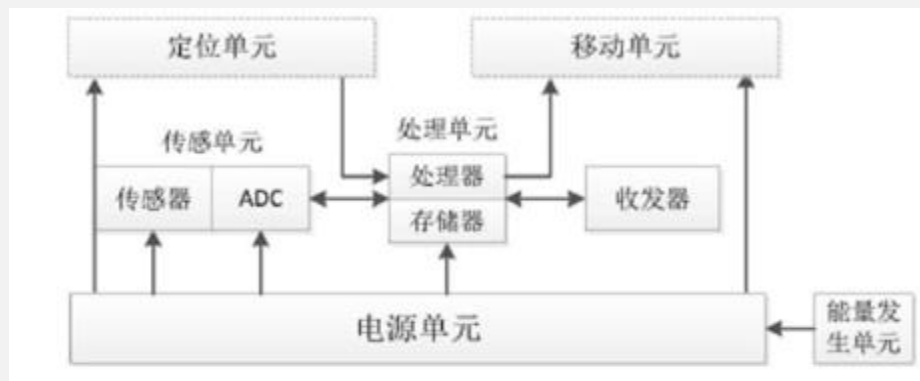 定位单元
移动单元
传感单元
处理单元
传感器
ADC
处理器
存储器
收发器
电源单元
能量发
生单元